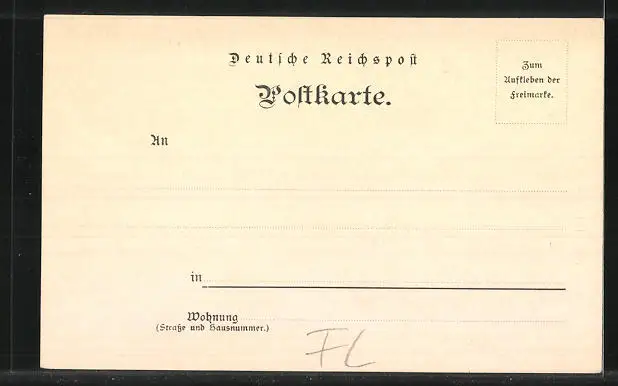 Deutsche Reichspost
Postkarte.
Zum
Aufkleben der
Freimarke.
An
in
Wohnung
(Straße und Hausnummer.)
FL